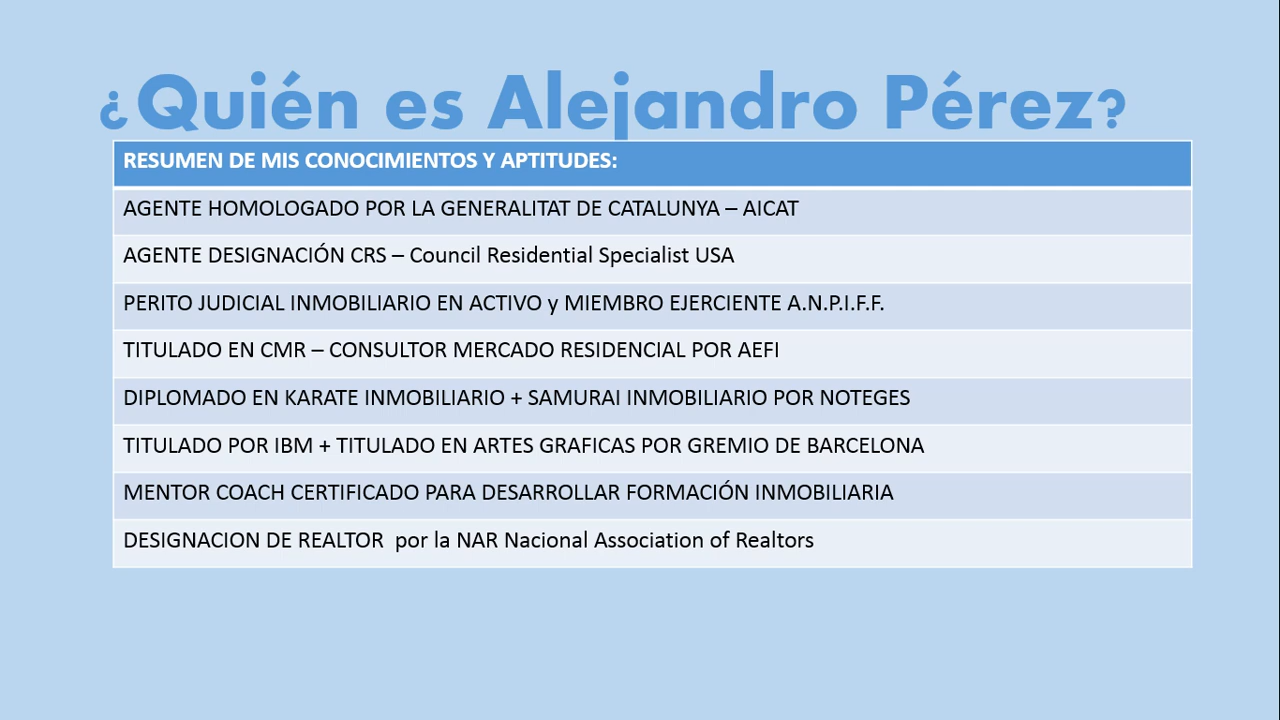 ¿Quién es Alejandro Pérez?
RESUMEN DE MIS CONOCIMIENTOS Y APTITUDES:
AGENTE HOMOLOGADO POR LA GENERALITAT DE CATALUNYA – AICAT
AGENTE DESIGNACIÓN CRS – Council Residential Specialist USA
PERITO JUDICIAL INMOBILIARIO EN ACTIVO y MIEMBRO EJERCIENTE A.N.P.I.F.F.
TITULADO EN CMR – CONSULTOR MERCADO RESIDENCIAL POR AEFI
DIPLOMADO EN KARATE INMOBILIARIO + SAMURAI INMOBILIARIO POR NOTEGES
TITULADO POR IBM + TITULADO EN ARTES GRAFICAS POR GREMIO DE BARCELONA
MENTOR COACH CERTIFICADO PARA DESARROLLAR FORMACIÓN INMOBILIARIA
DESIGNACION DE REALTOR  por la NAR Nacional Association of Realtors